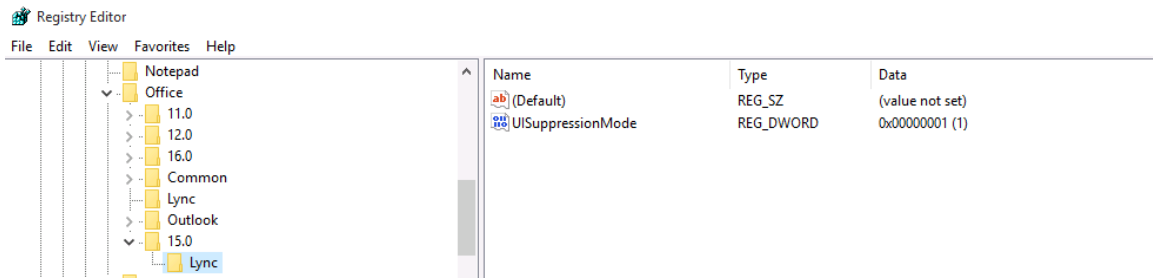 Registry Editor
File Edit View Favorites Help
Notepad
Office
11.0
12.0
16.0
Common
Lync
Outlook
15.0
Lync
Name Type Data
ab (Default) REG_SZ (value not set)
UISuppressionMode REG_DWORD 0x00000001 (1)